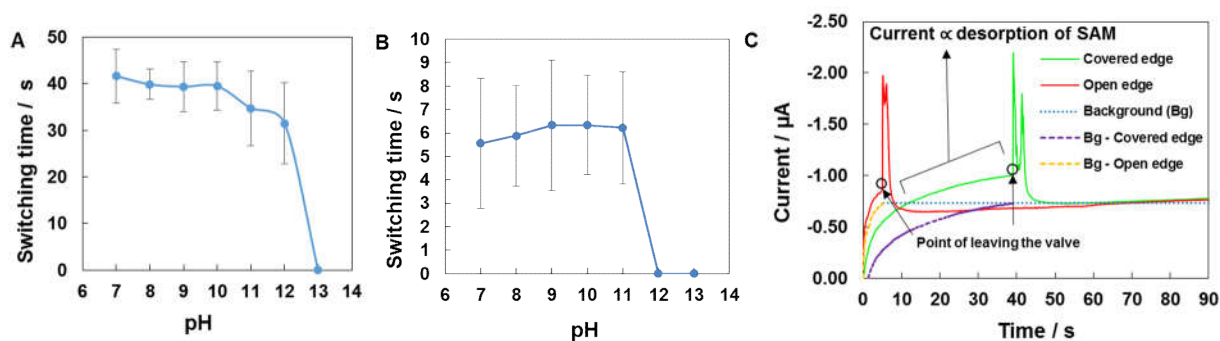 A
Switching time / s
50
40
30
20
10
0
6 7 8 9 10 11 12 13 14
pH
B
Switching time / s
10
9
8
7
6
5
4
3
2
1
0
6 7 8 9 10 11 12 13 14
pH
C
Current / µA
-2.50
-2.00
-1.50
-1.00
-0.50
0.00
Current ∝ desorption of SAM
Covered edge
Open edge
Background (Bg)
Bg - Covered edge
Bg - Open edge
Point of leaving the valve
0 10 20 30 40 50 60 70 80 90
Time / s